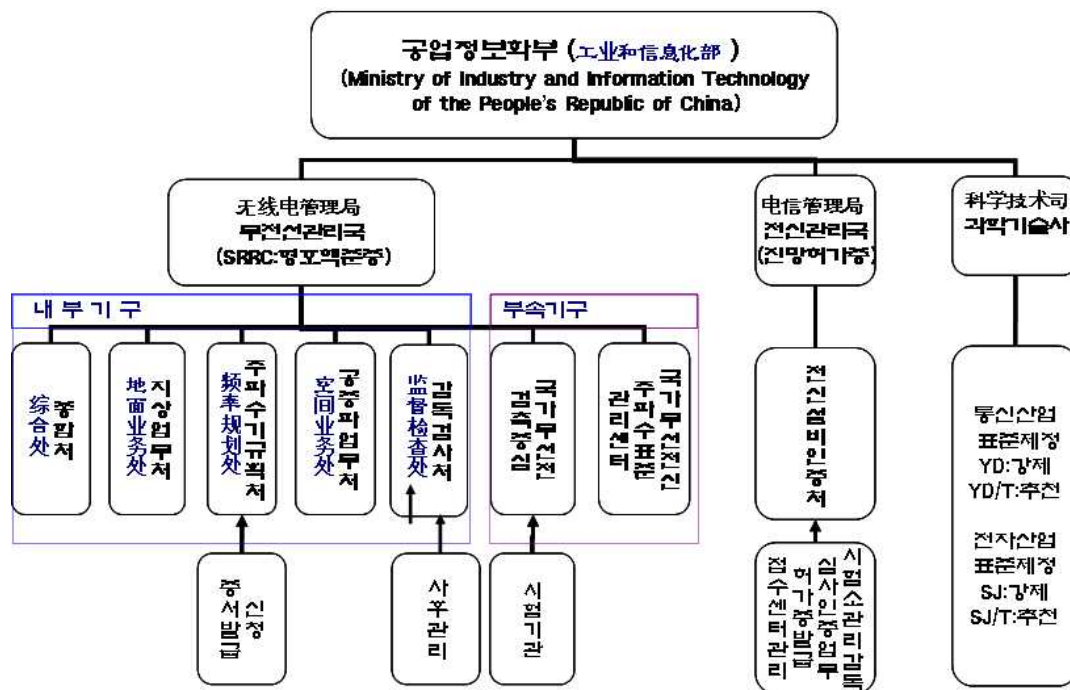 공업정보화부 (工业和信息化部 )
(Ministry of Industry and Information Technology
of the People's Republic of China)
无线电管理局
무전선관리국
(SRRC:형포액준증)
电信管理局
전신관리국
(진망허가증)
科学技术司
과학기술사
내 부 기 구
부속기구
종합처
综合处
지상업무처
地面业务处
주파수기규획처
频率规划处
공중파업무처
空间业务处
감독검사처
监督检查处
국가무선전
검측중심
국가무선전신
주파수표준
관리센터
전신설비인증처
통신산업
표준제정
YD:강제
YD/T:추천
전자산업
표준제정
SJ:강제
SJ/T:추천
신청
증서발급
사후관리
시험기관
시험소관리감독
심사인증업무
허가증발급
접수센터관리